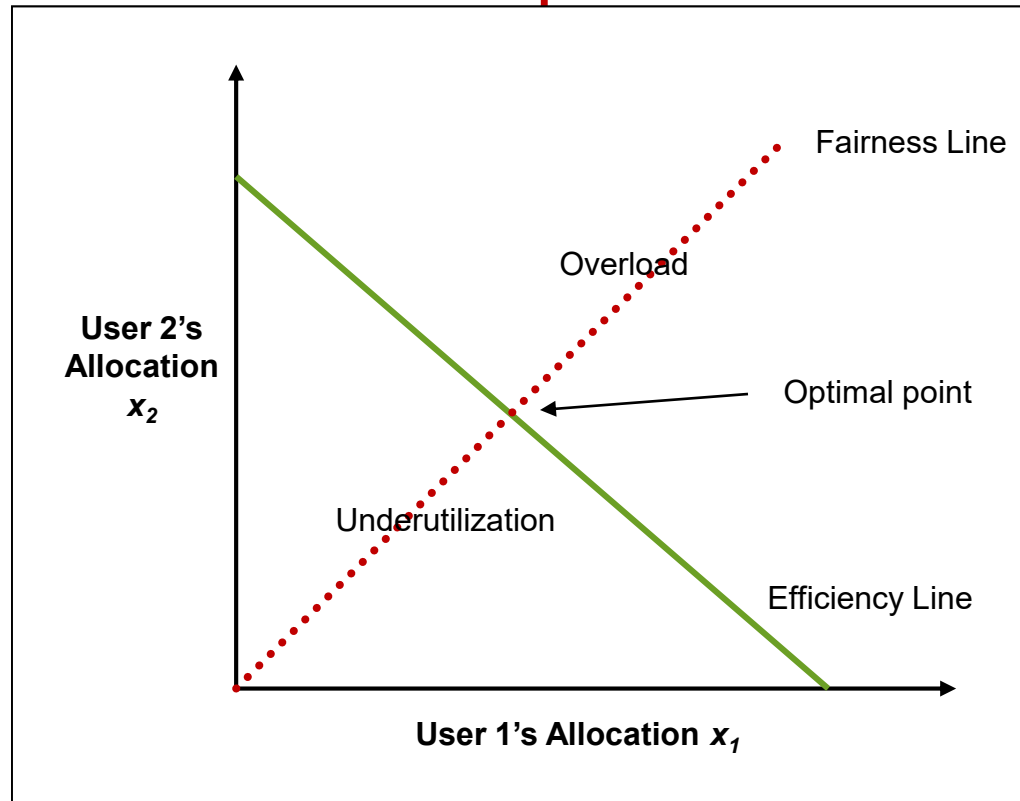 Fairness Line
Overload
User 2’s
Allocation
x2
Optimal point
Underutilization
Efficiency Line
User 1’s Allocation x1